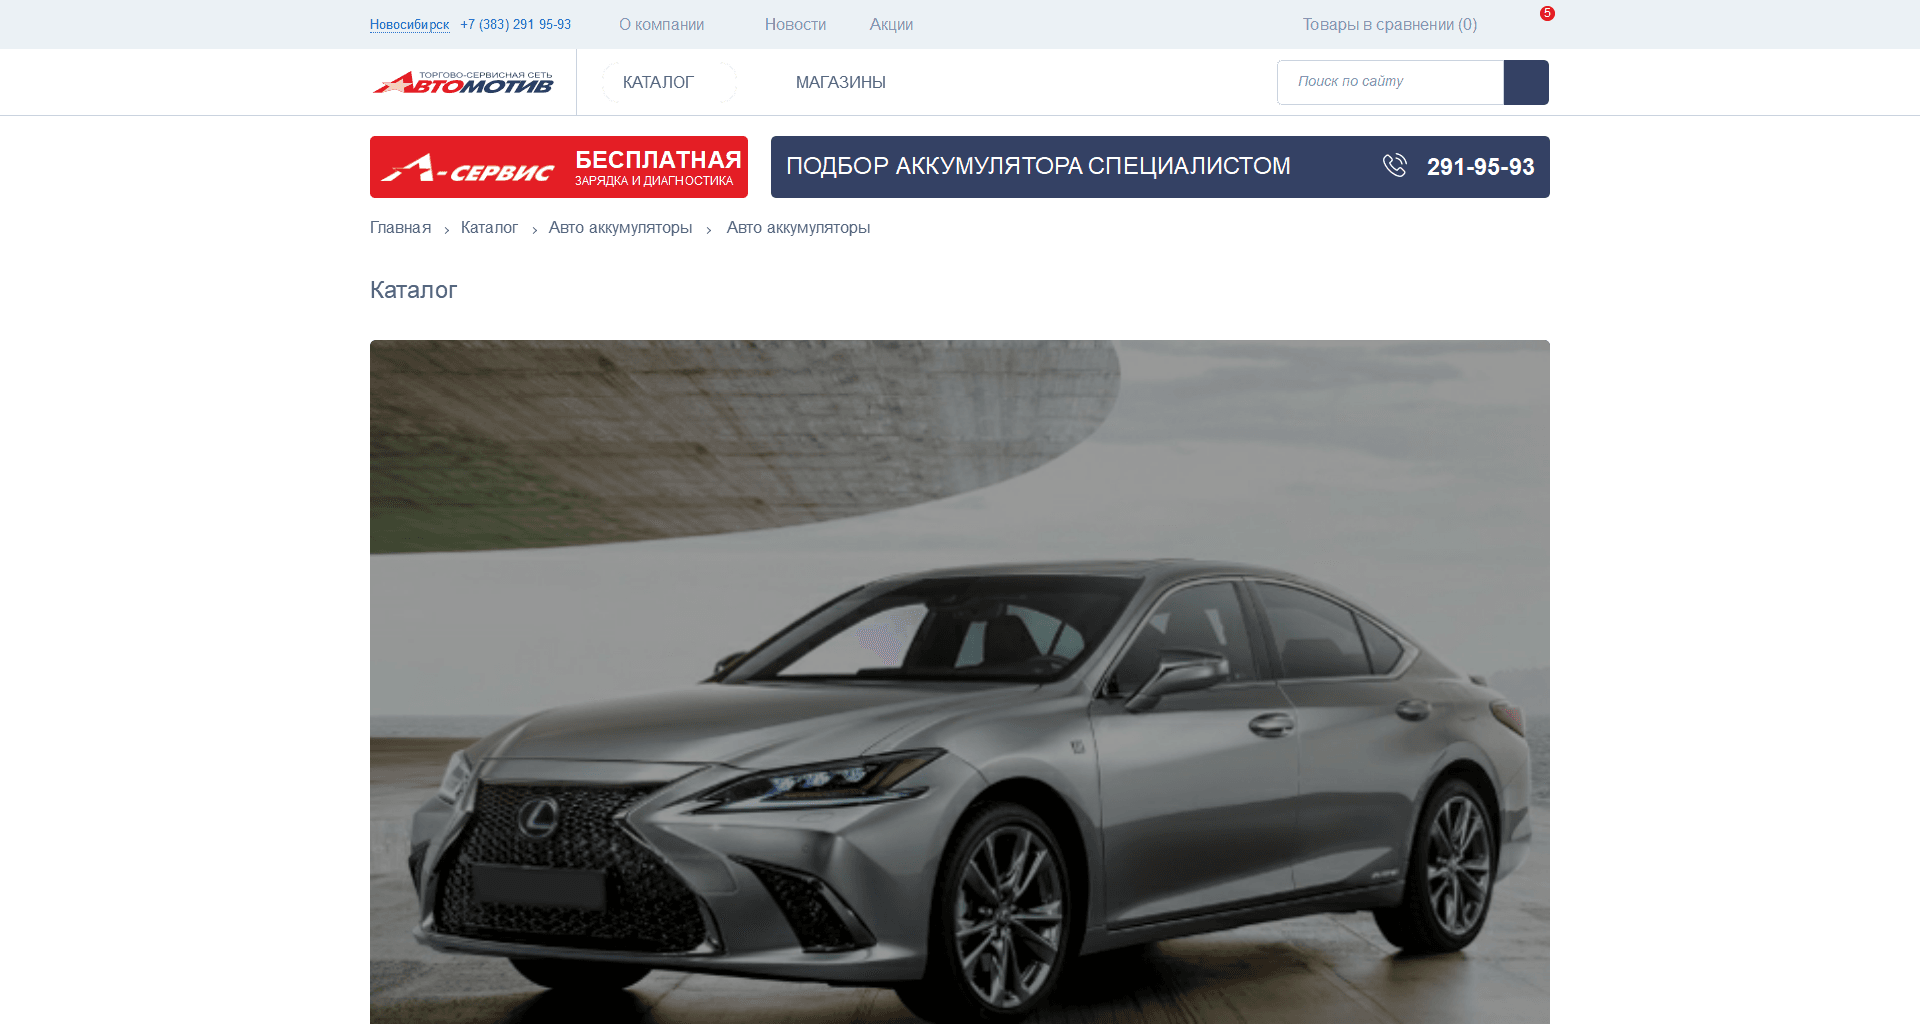 Новосибирск +7 (383) 291 95-93 О компании Новости Акции Товары в сравнении (0) 5
ТОРГОВО-СЕРВИСНАЯ СЕТЬ
АВТОМОТИВ
КАТАЛОГ МАГАЗИНЫ Поиск по сайту
А-СЕРВИС БЕСПЛАТНАЯ
ЗАРЯДКА И ДИАГНОСТИКА
ПОДБОР АККУМУЛЯТОРА СПЕЦИАЛИСТОМ 291-95-93
Главная › Каталог › Авто аккумуляторы › Авто аккумуляторы
Каталог